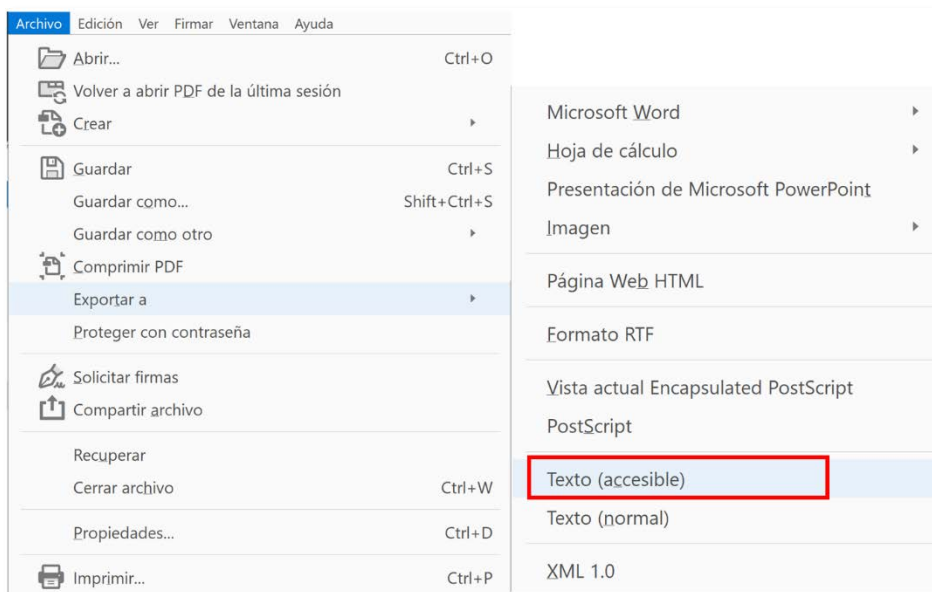 Archivo Edición Ver Firmar Ventana Ayuda
Abrir... Ctrl+O
Volver a abrir PDF de la última sesión
Crear
Guardar Ctrl+S
Guardar como... Shift+Ctrl+S
Guardar como otro
Comprimir PDF
Exportar a
Proteger con contraseña
Solicitar firmas
Compartir archivo
Recuperar
Cerrar archivo Ctrl+W
Propiedades... Ctrl+D
Imprimir... Ctrl+P
Microsoft Word
Hoja de cálculo
Presentación de Microsoft PowerPoint
Imagen
Página Web HTML
Formato RTF
Vista actual Encapsulated PostScript
PostScript
Texto (accesible)
Texto (normal)
XML 1.0